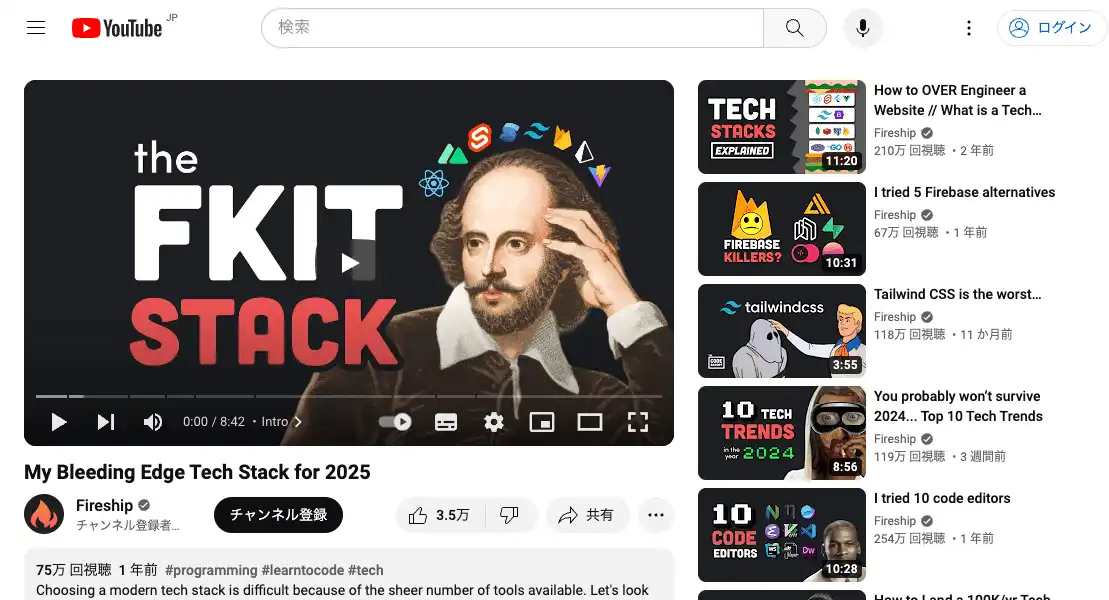 YouTube JP
検索
ログイン
the
FKIT
STACK
0:00 / 8:42 ・ Intro
My Bleeding Edge Tech Stack for 2025
Fireship
チャンネル登録者...
チャンネル登録
3.5万
共有
75万 回視聴 1 年前 #programming #learntocode #tech
Choosing a modern tech stack is difficult because of the sheer number of tools available. Let's look
TECH
STACKS
EXPLAINED
11:20
How to OVER Engineer a
Website // What is a Tech...
Fireship
210万 回視聴 ・2 年前
FIREBASE
KILLERS?
10:31
I tried 5 Firebase alternatives
Fireship
67万 回視聴 ・1 年前
tailwindcss
THE CODE REPORT
3:55
Tailwind CSS is the worst...
Fireship
118万 回視聴 ・11 か月前
10 TECH
TRENDS
in the year 2024
8:56
You probably won't survive
2024... Top 10 Tech Trends
Fireship
119万 回視聴 ・3 週間前
10
CODE
EDITORS
WS
Dw
10:28
I tried 10 code editors
Fireship
254万 回視聴 ・1 年前
How to Land a 100K/yr Tech